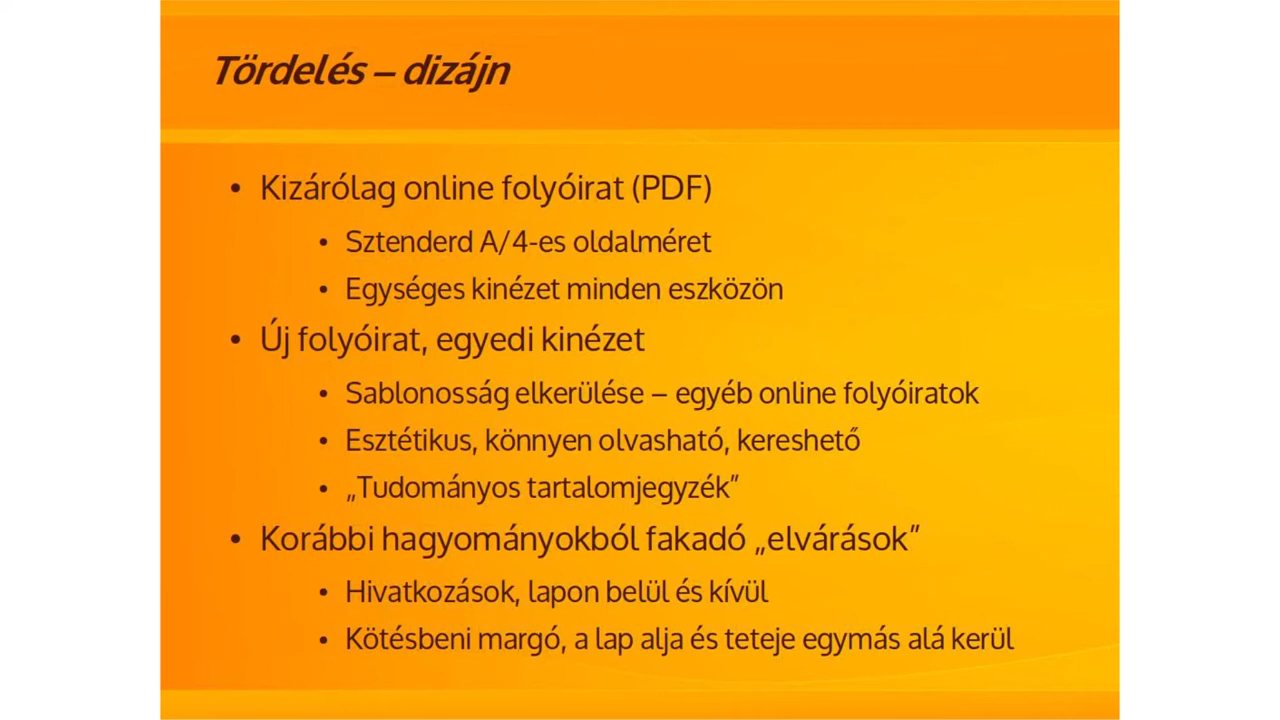 Tördelés – dizájn
• Kizárólag online folyóirat (PDF)
• Sztenderd A/4-es oldalméret
• Egységes kinézet minden eszközön
• Új folyóirat, egyedi kinézet
• Sablonosság elkerülése – egyéb online folyóiratok
• Esztétikus, könnyen olvasható, kereshető
• „Tudományos tartalomjegyzék”
• Korábbi hagyományokból fakadó „elvárások”
• Hivatkozások, lapon belül és kívül
• Kötésbeni margó, a lap alja és teteje egymás alá kerül